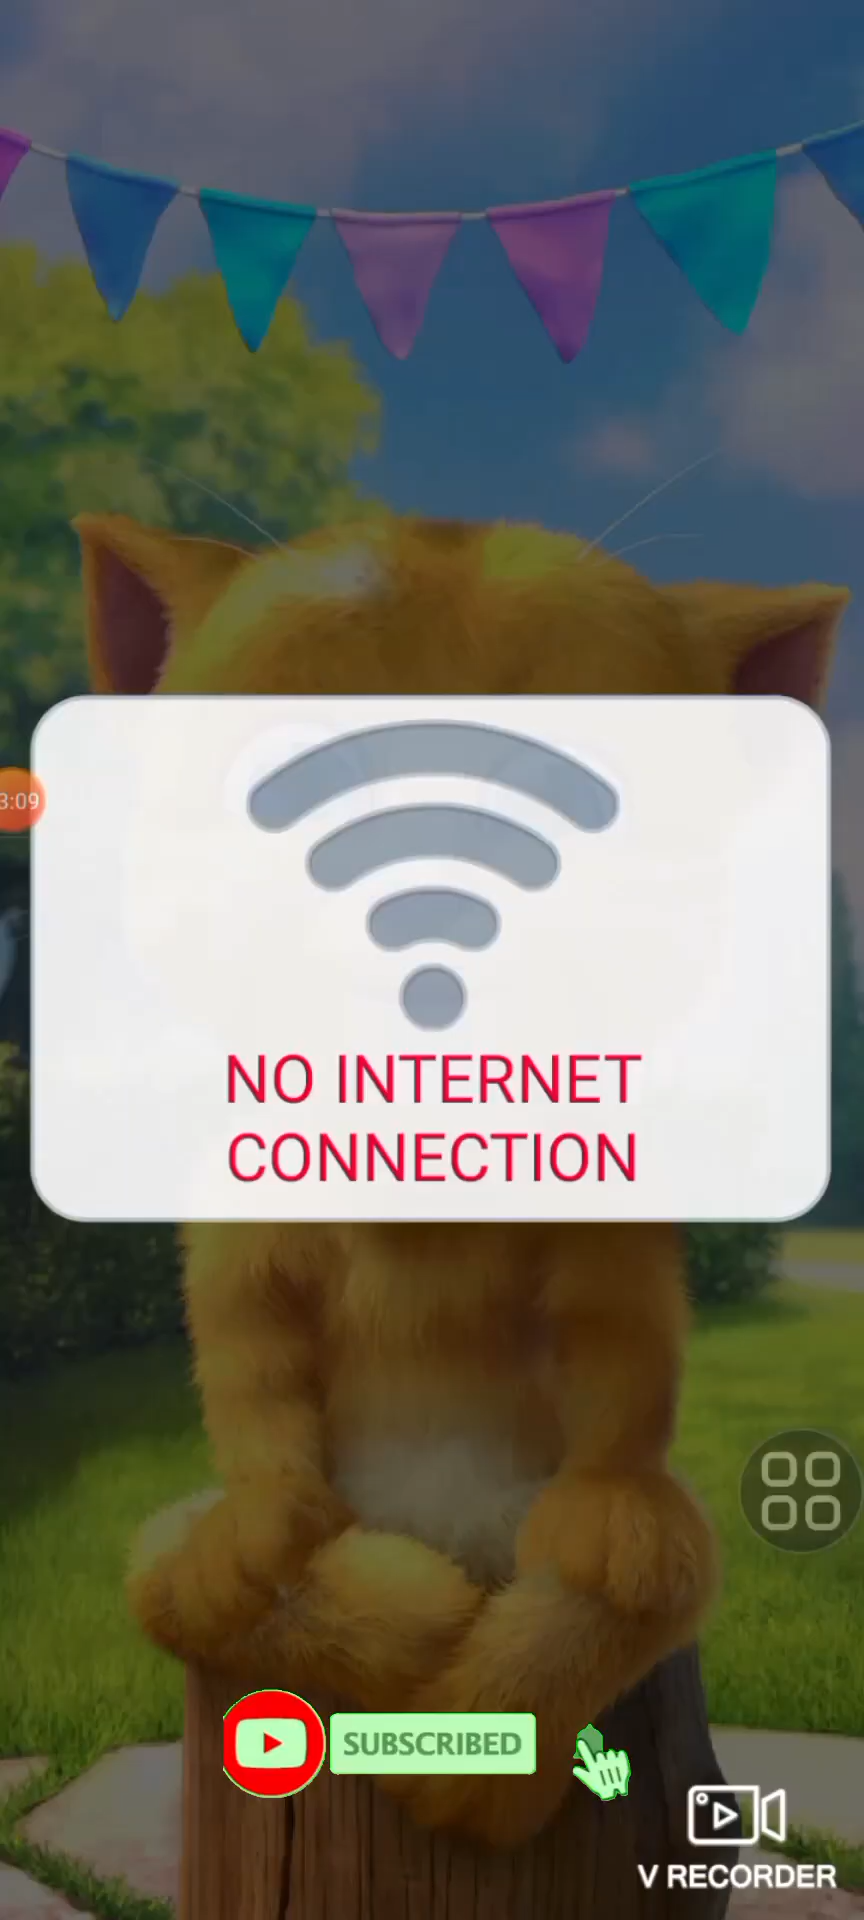 3:09
NO INTERNET
CONNECTION
SUBSCRIBED
V RECORDER